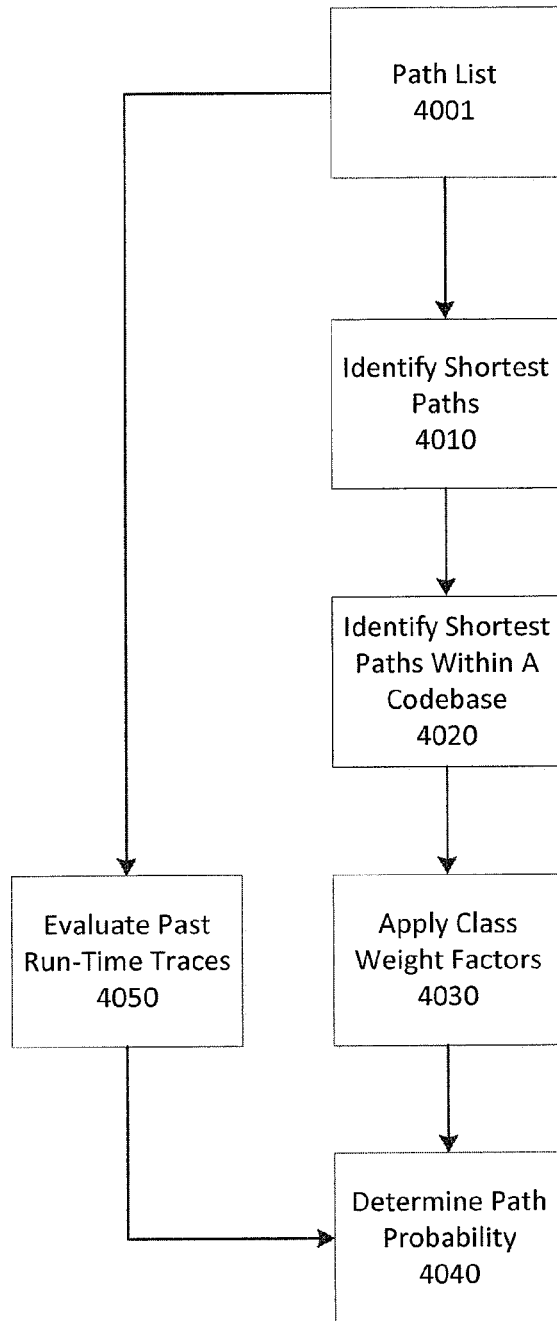 Path List
4001
Identify Shortest
Paths
4010
Identify Shortest
Paths Within A
Codebase
4020
Evaluate Past
Run-Time Traces
4050
Apply Class
Weight Factors
4030
Determine Path
Probability
4040